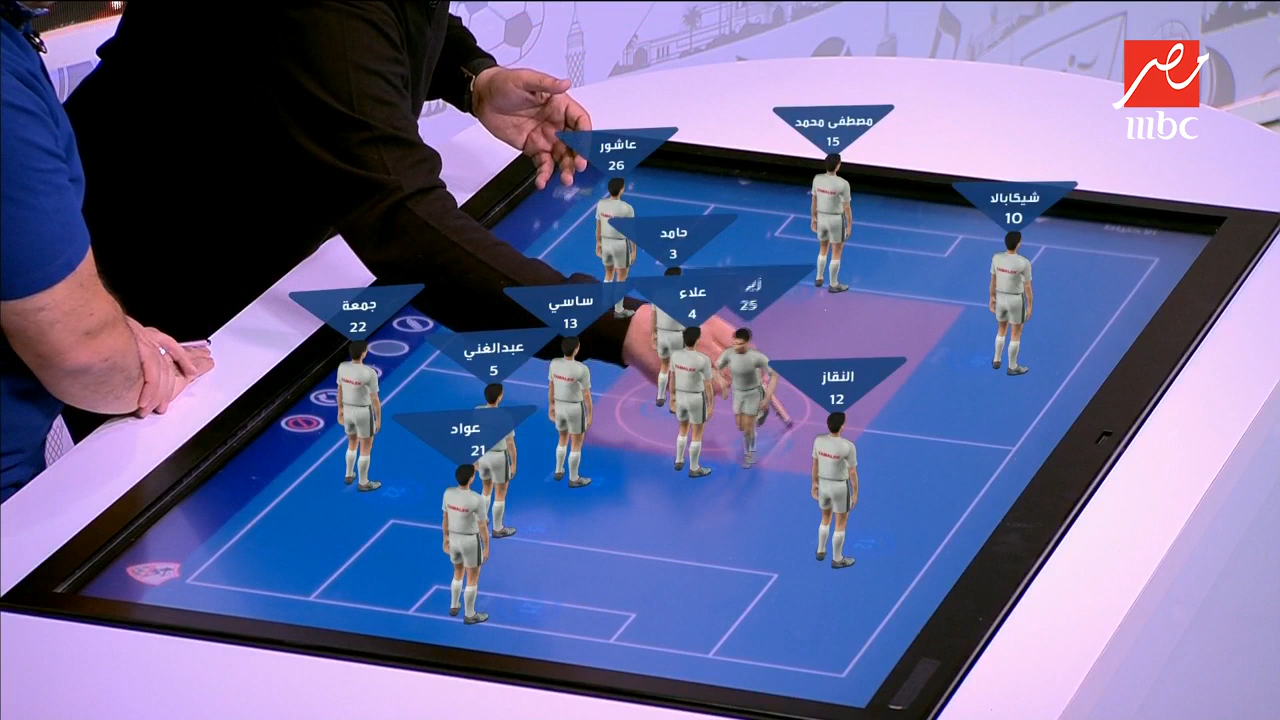 مصر
mbc
مصطفى محمد
15
عاشور
26
شيكابالا
10
حامد
3
علاء
4
25
ساسي
13
جمعة
22
عبدالغني
5
النقاز
12
عواد
21